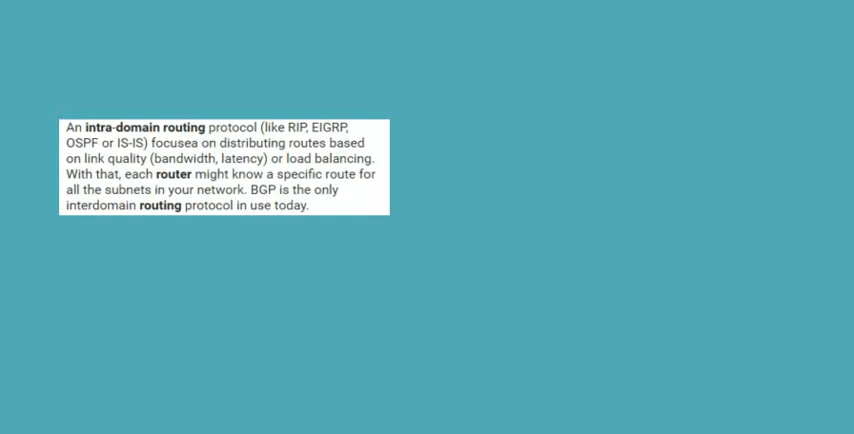 An intra-domain routing protocol (like RIP, EIGRP,
OSPF or IS-IS) focusea on distributing routes based
on link quality (bandwidth, latency) or load balancing.
With that, each router might know a specific route for
all the subnets in your network. BGP is the only
interdomain routing protocol in use today.